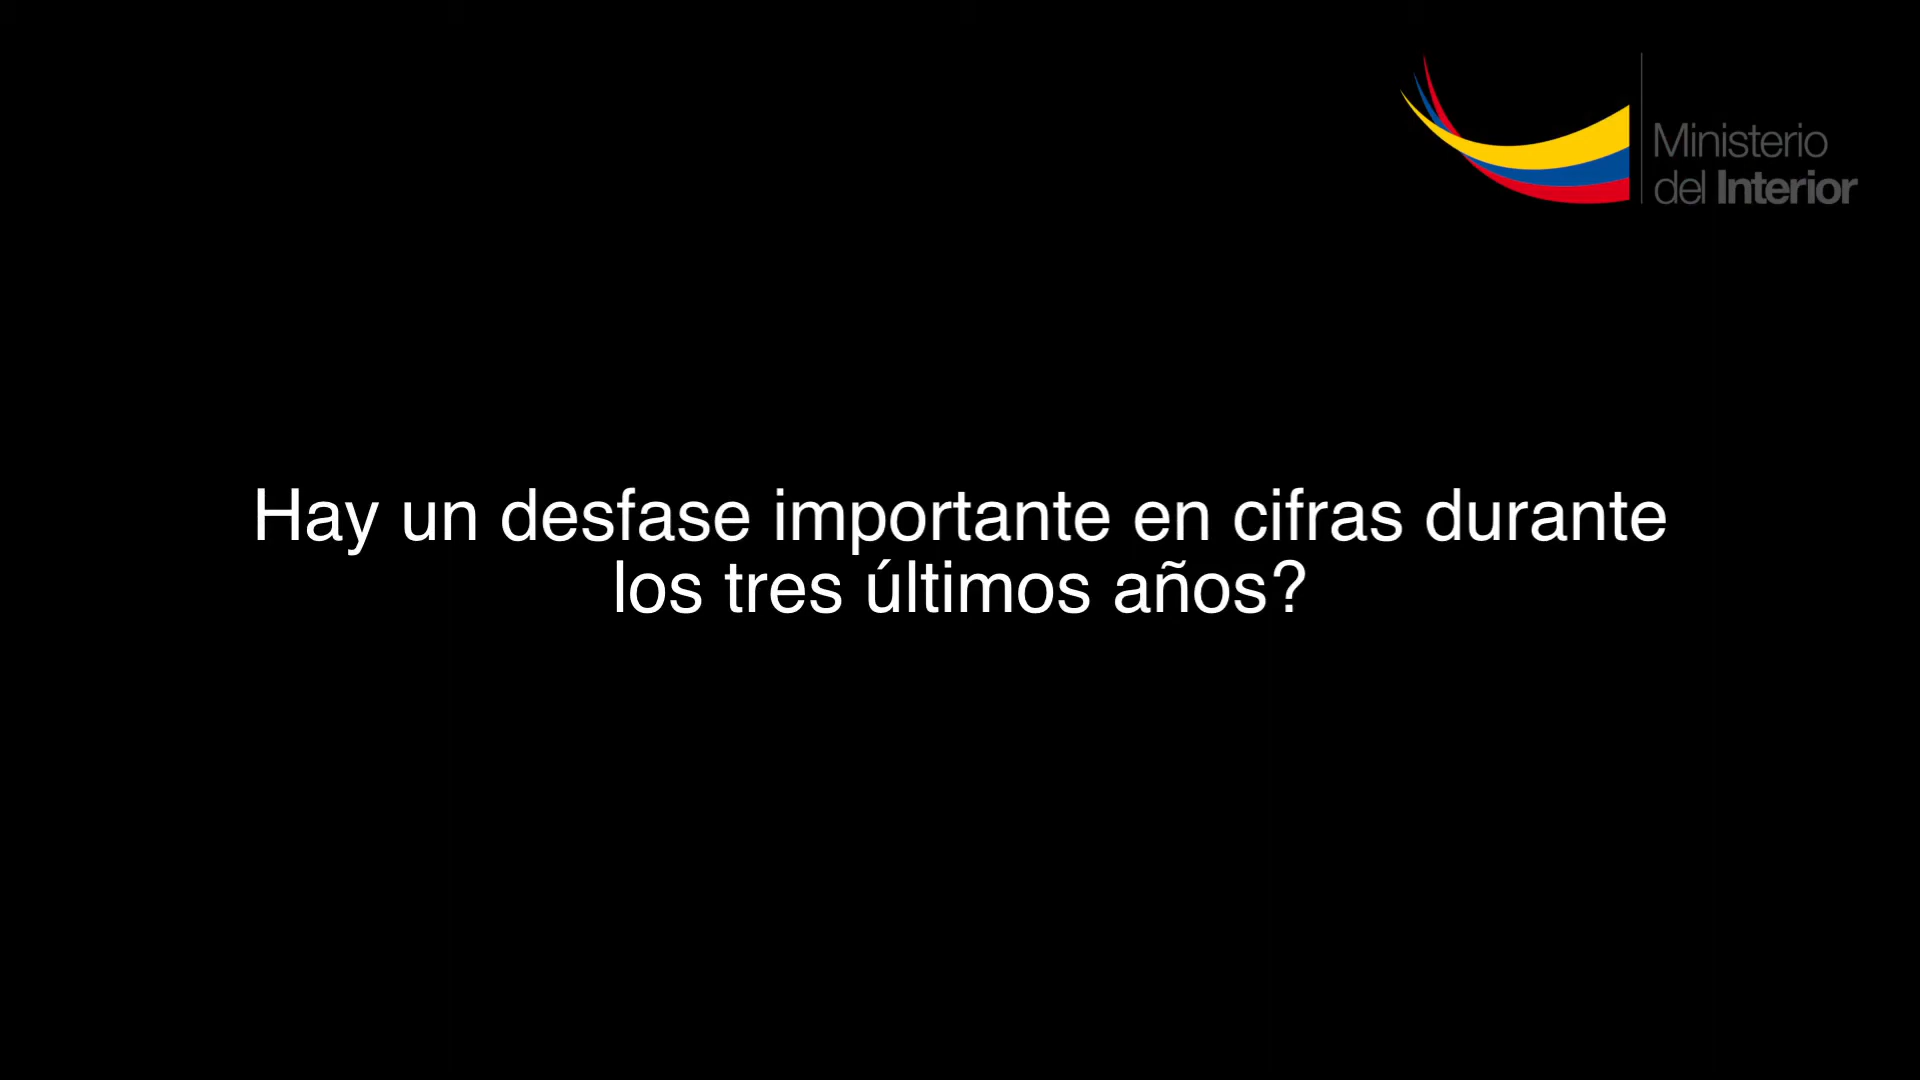 Ministerio
del Interior
Hay un desfase importante en cifras durante
los tres últimos años?